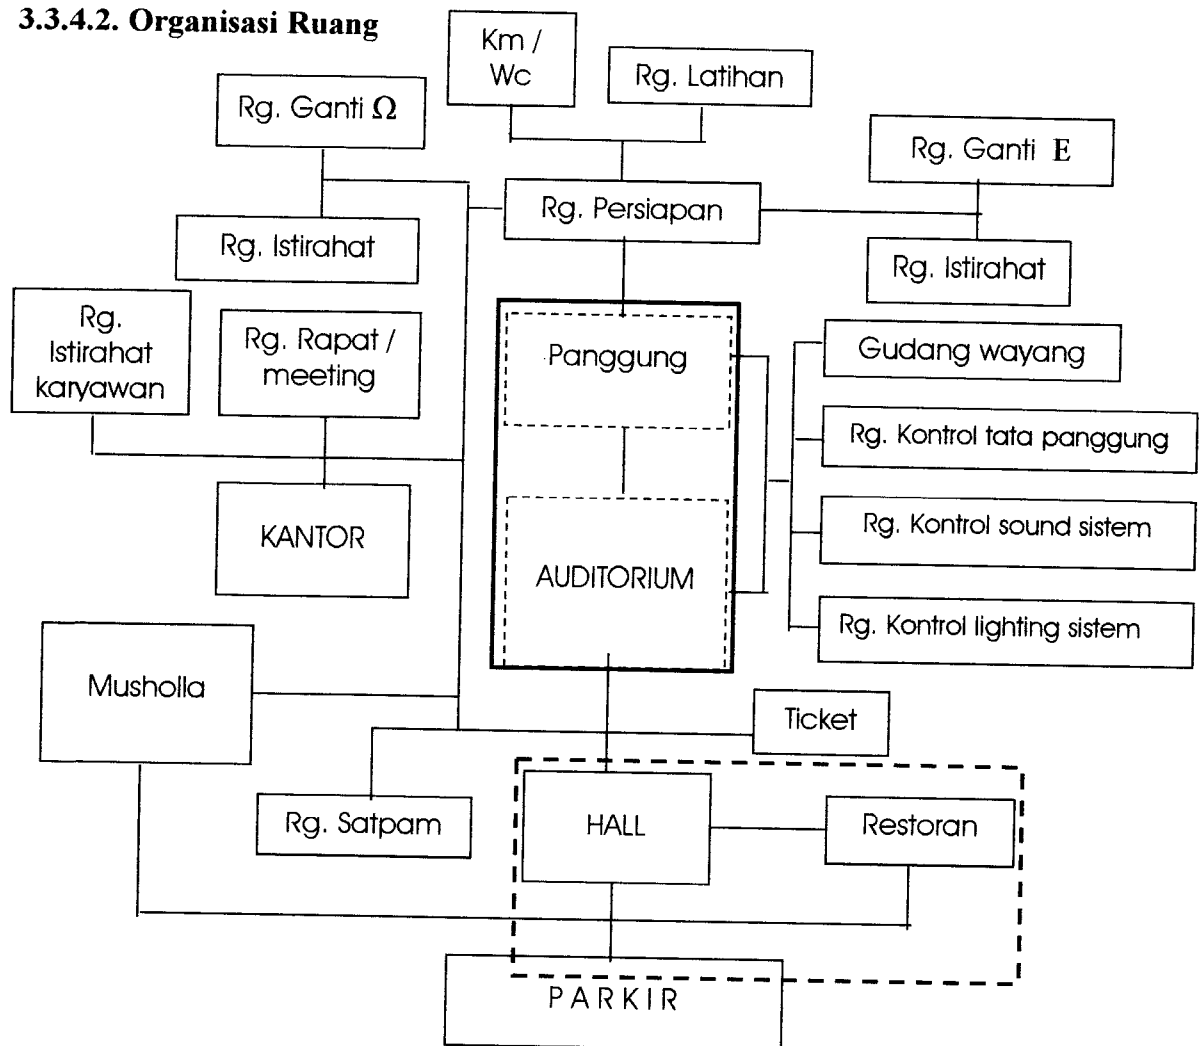 3.3.4.2. Organisasi Ruang
Km /
Wc
Rg. Latihan
Rg. Ganti Ω
Rg. Ganti E
Rg. Persiapan
Rg. Istirahat
Rg. Istirahat
Rg.
Istirahat
karyawan
Rg. Rapat /
meeting
Panggung
Gudang wayang
Rg. Kontrol tata panggung
KANTOR
Rg. Kontrol sound sistem
AUDITORIUM
Rg. Kontrol lighting sistem
Musholla
Ticket
Rg. Satpam
HALL
Restoran
PARKIR